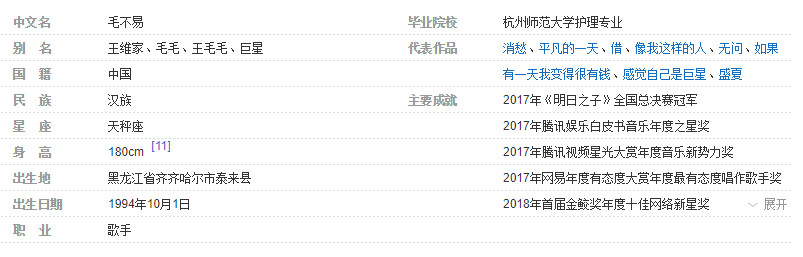 中文名 毛不易 毕业院校 杭州师范大学护理专业
别 名 王维家、毛毛、王毛毛、巨星 代表作品 消愁、平凡的一天、借、像我这样的人、无问、如果
国 籍 中国 有一天我变得很有钱、感觉自己是巨星、盛夏
民 族 汉族 主要成就 2017年《明日之子》全国总决赛冠军
星 座 天秤座 2017年腾讯娱乐白皮书音乐年度之星奖
身 高 180cm [11] 2017年腾讯视频星光大赏年度音乐新势力奖
出生地 黑龙江省齐齐哈尔市泰来县 2017年网易年度有态度大赏年度最有态度唱作歌手奖
出生日期 1994年10月1日 2018年首届金鲛奖年度十佳网络新星奖 展开
职 业 歌手